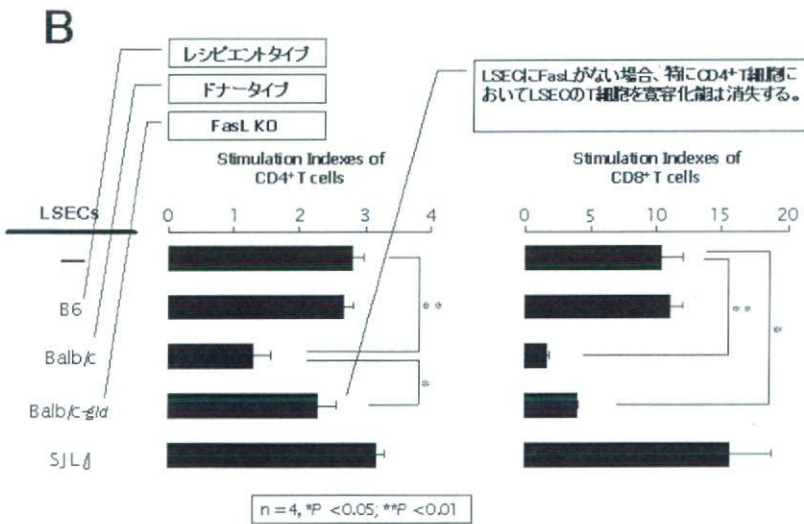 B
レシピエントタイプ
ドナータイプ
FasL KO
LSECにFasLがない場合、特にCD4+T細胞に
おいてLSECのT細胞を寛容化能は消失する。
Stimulation Indexes of
CD4+ T cells
Stimulation Indexes of
CD8+ T cells
LSECs
0 1 2 3 4
0 5 10 15 20
—
B6
Balb/c
Balb/c-gld
SJL/j
**
*
**
*
n = 4, *P <0.05; **P <0.01